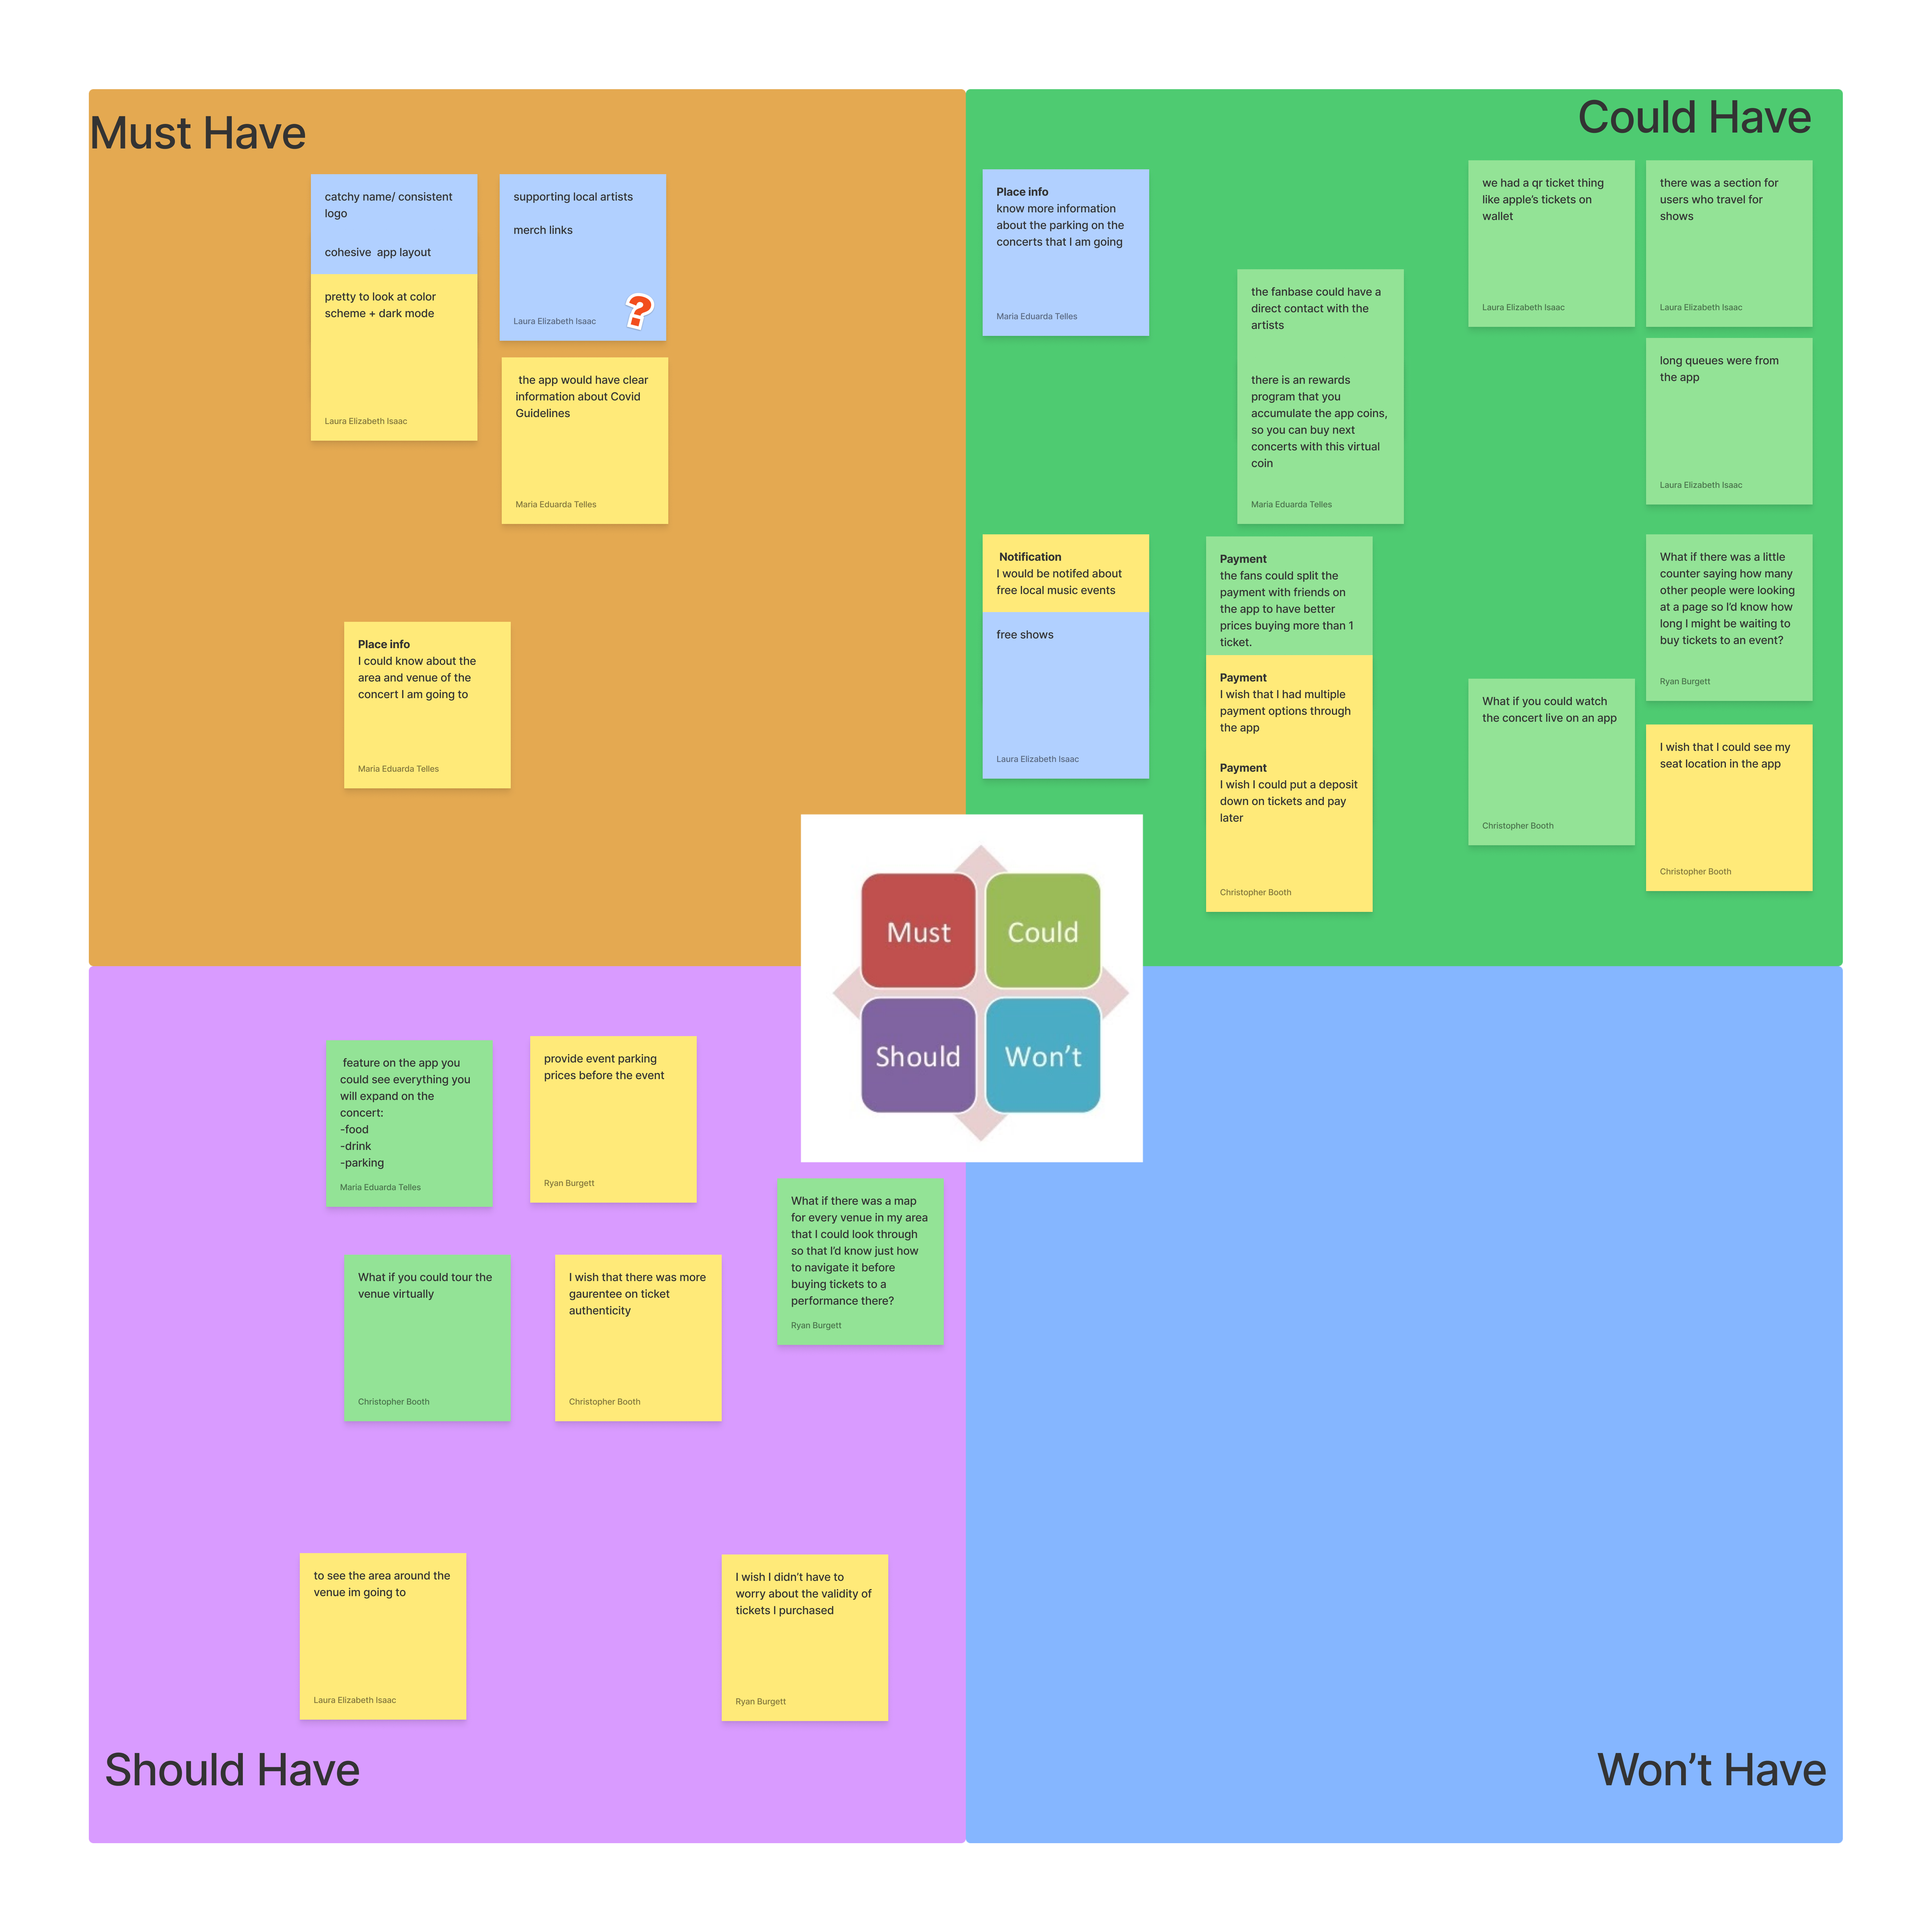 Must Have
catchy name/ consistent
logo
cohesive  app layout
pretty to look at color
scheme + dark mode
Laura Elizabeth Isaac
supporting local artists
merch links
Laura Elizabeth Isaac
?
the app would have clear
information about Covid
Guidelines
Maria Eduarda Telles
Place info
I could know about the
area and venue of the
concert I am going to
Maria Eduarda Telles
Could Have
Place info
know more information
about the parking on the
concerts that I am going
Maria Eduarda Telles
the fanbase could have a
direct contact with the
artists
there is an rewards
program that you
accumulate the app coins,
so you can buy next
concerts with this virtual
coin
Maria Eduarda Telles
we had a qr ticket thing
like apple's tickets on
wallet
Laura Elizabeth Isaac
there was a section for
users who travel for
shows
Laura Elizabeth Isaac
long queues were from
the app
Laura Elizabeth Isaac
Notification
I would be notifed about
free local music events
free shows
Laura Elizabeth Isaac
Payment
the fans could split the
payment with friends on
the app to have better
prices buying more than 1
ticket.
Payment
I wish that I had multiple
payment options through
the app
Payment
I wish I could put a deposit
down on tickets and pay
later
Christopher Booth
What if there was a little
counter saying how many
other people were looking
at a page so I'd know how
long I might be waiting to
buy tickets to an event?
Ryan Burgett
What if you could watch
the concert live on an app
Christopher Booth
I wish that I could see my
seat location in the app
Christopher Booth
Must
Could
Should
Won't
feature on the app you
could see everything you
will expand on the
concert:
-food
-drink
-parking
Maria Eduarda Telles
provide event parking
prices before the event
Ryan Burgett
What if there was a map
for every venue in my area
that I could look through
so that I'd know just how
to navigate it before
buying tickets to a
performance there?
Ryan Burgett
What if you could tour the
venue virtually
Christopher Booth
I wish that there was more
gaurentee on ticket
authenticity
Christopher Booth
to see the area around the
venue im going to
Laura Elizabeth Isaac
I wish I didn't have to
worry about the validity of
tickets I purchased
Ryan Burgett
Should Have
Won't Have